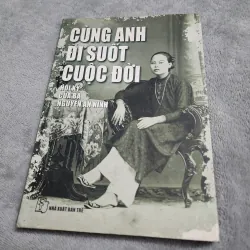 CÙNG ANH
ĐI SUỐT
CUỘC ĐỜI
HỒI KÝ
CỦA BÀ
NGUYỄN AN NINH
NHÀ XUẤT BẢN TRẺ